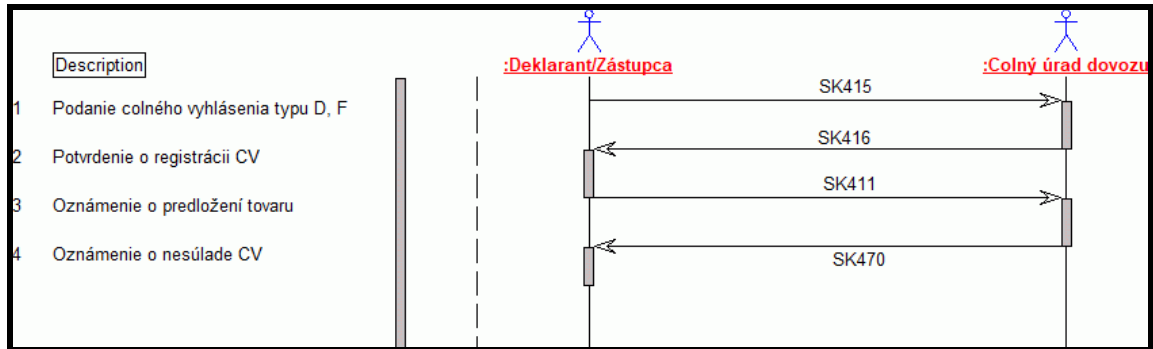 Description
:Deklarant/Zástupca
:Colný úrad dovozu
1 Podanie colného vyhlásenia typu D, F
SK415
2 Potvrdenie o registrácii CV
SK416
3 Oznámenie o predložení tovaru
SK411
4 Oznámenie o nesúlade CV
SK470